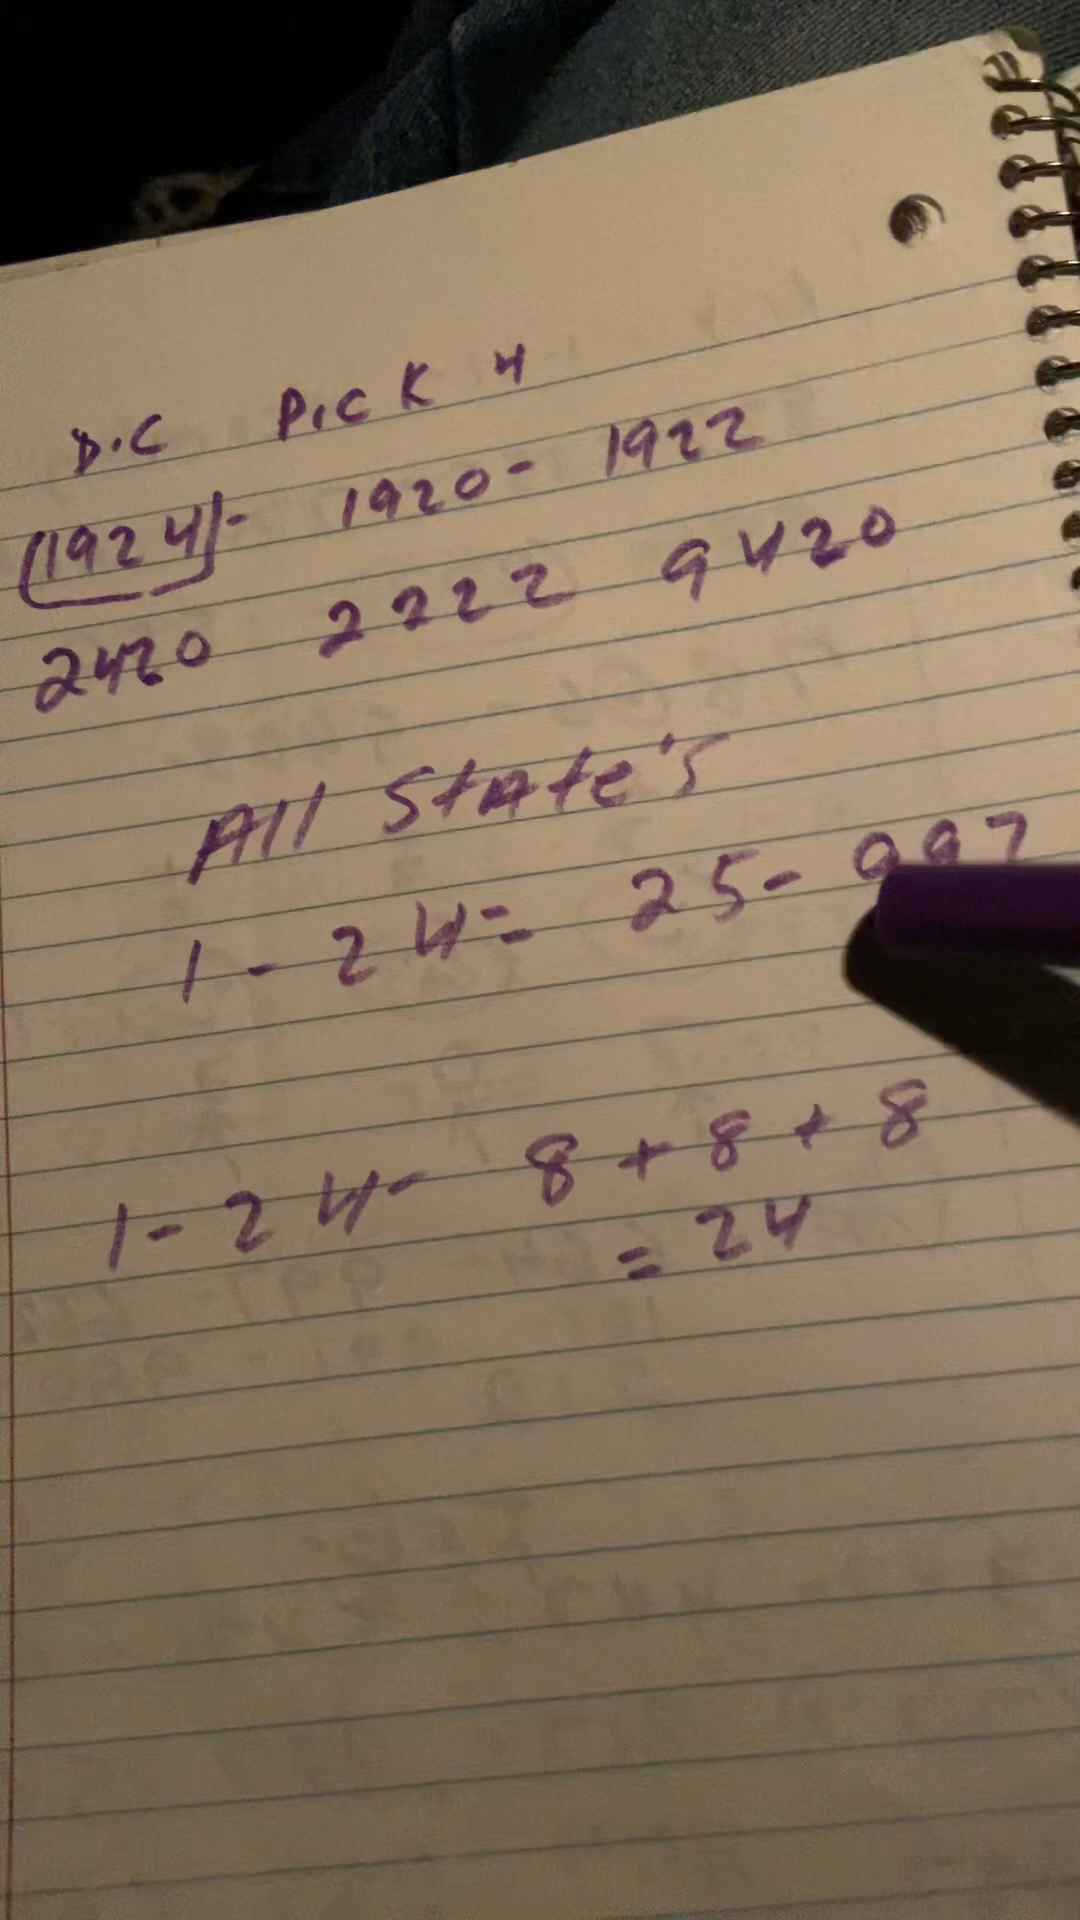 D.C PICK 4
(1924)- 1920- 1922
2420 2222 9420
All STATe's
1 - 24= 25- 997
1- 24- 8 + 8 + 8
= 24